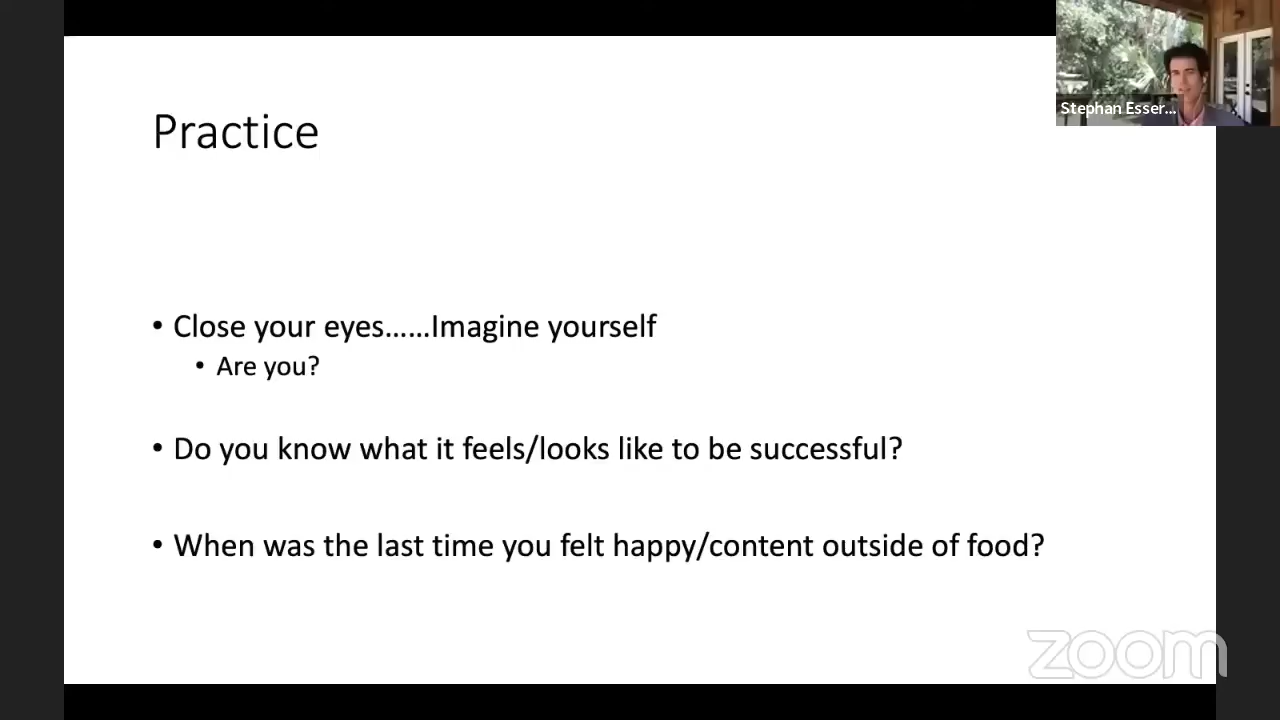 Stephan Esser...
Practice
• Close your eyes......Imagine yourself
• Are you?
• Do you know what it feels/looks like to be successful?
• When was the last time you felt happy/content outside of food?
zoom